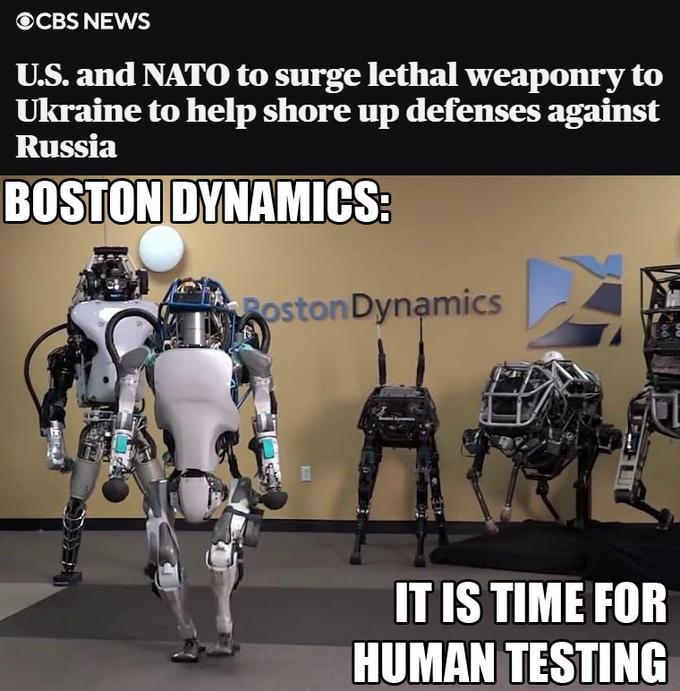 CBS NEWS
U.S. and NATO to surge lethal weaponry to
Ukraine to help shore up defenses against
Russia
BOSTON DYNAMICS:
BostonDynamics
IT IS TIME FOR
HUMAN TESTING